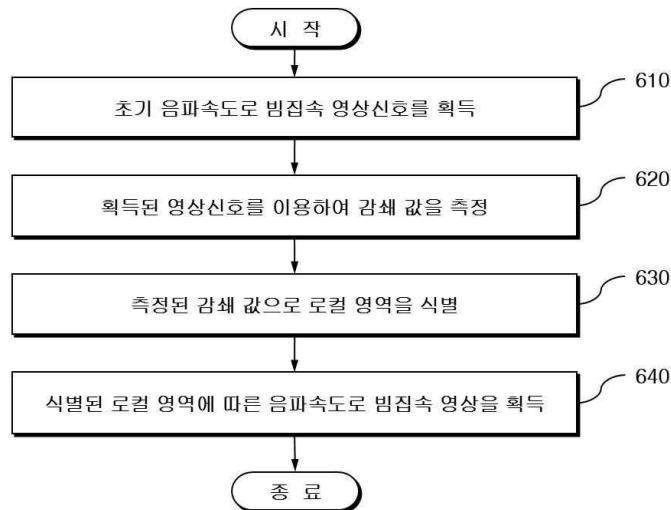 시 작
초기 음파속도로 빔집속 영상신호를 획득
610
획득된 영상신호를 이용하여 감쇄 값을 측정
620
측정된 감쇄 값으로 로컬 영역을 식별
630
식별된 로컬 영역에 따른 음파속도로 빔집속 영상을 획득
640
종 료